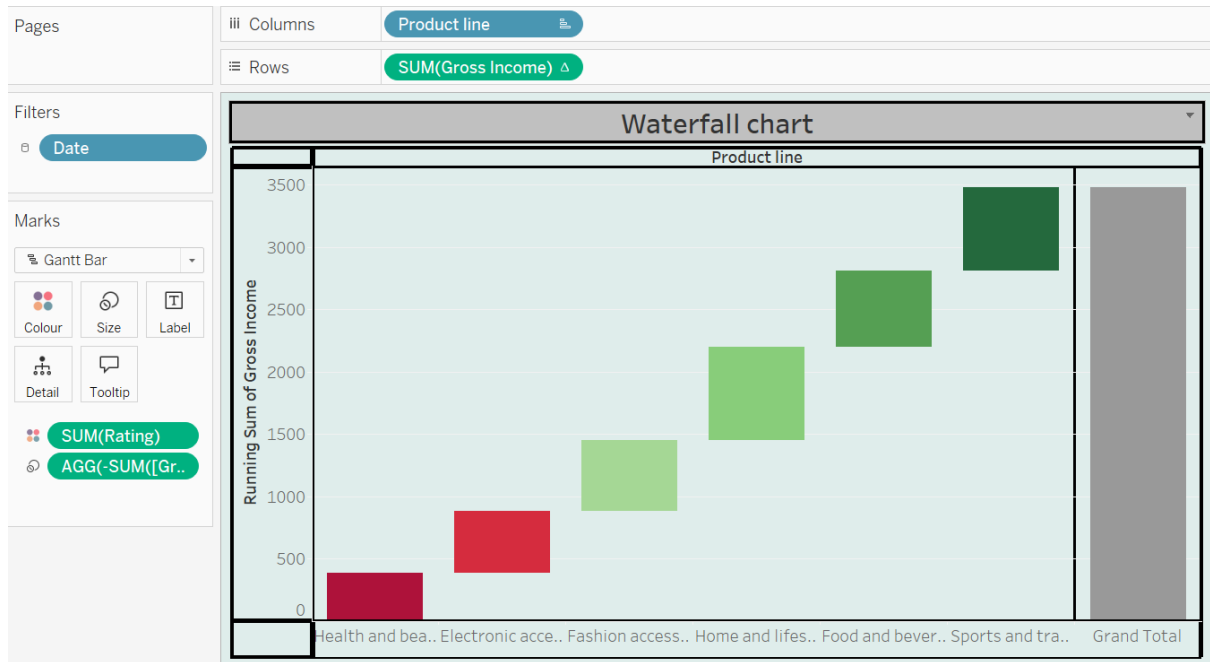 Pages
Columns
Product line
Rows
SUM(Gross Income) Δ
Filters
Date
Marks
Gantt Bar
Colour
Size
Label
Detail
Tooltip
SUM(Rating)
AGG(-SUM([Gr..
Waterfall chart
Product line
Running Sum of Gross Income
3500
3000
2500
2000
1500
1000
500
0
Health and bea.. Electronic acce.. Fashion access.. Home and lifes.. Food and bever.. Sports and tra.. Grand Total